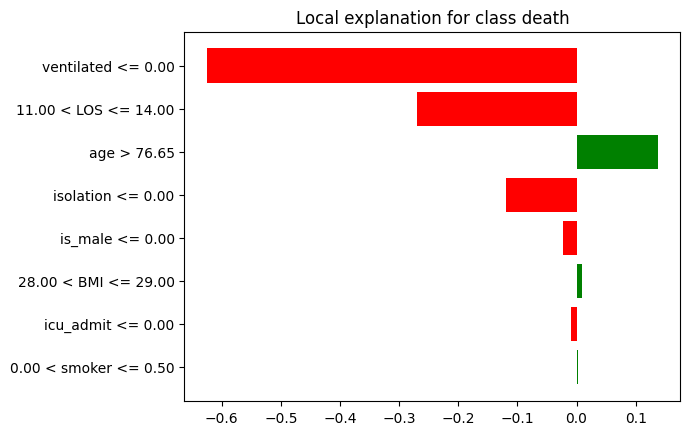 Local explanation for class death
ventilated <= 0.00
11.00 < LOS <= 14.00
age > 76.65
isolation <= 0.00
is_male <= 0.00
28.00 < BMI <= 29.00
icu_admit <= 0.00
0.00 < smoker <= 0.50
−0.6 −0.5 −0.4 −0.3 −0.2 −0.1 0.0 0.1